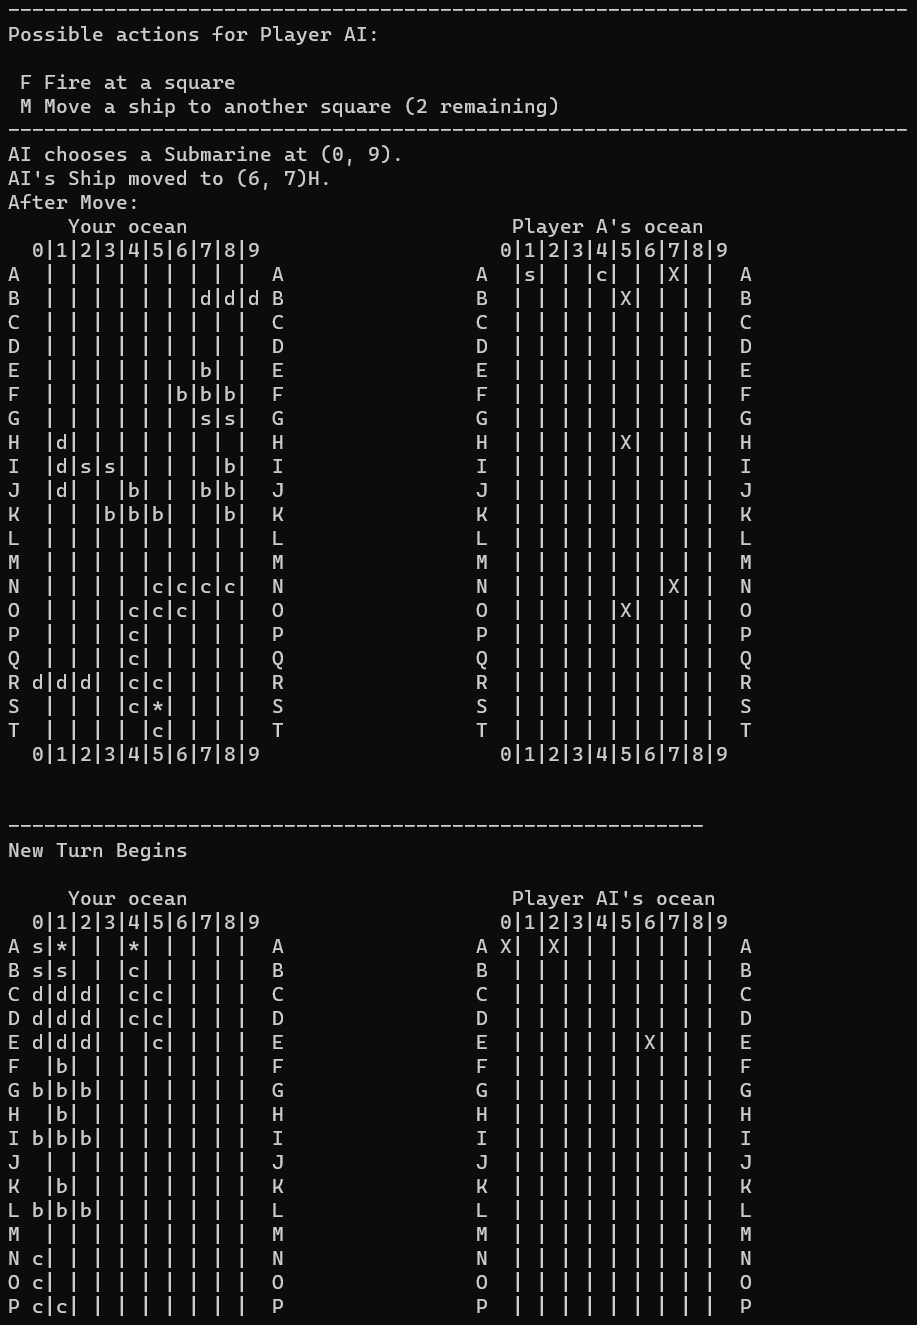 ---------------------------------------------------------------------------
Possible actions for Player AI:
 F Fire at a square
 M Move a ship to another square (2 remaining)
---------------------------------------------------------------------------
AI chooses a Submarine at (0, 9).
AI's Ship moved to (6, 7)H.
After Move:
     Your ocean                           Player A's ocean
  0|1|2|3|4|5|6|7|8|9                    0|1|2|3|4|5|6|7|8|9
A  | | | | | | | | |  A                A  |s| | |c| | |X| |  A
B  | | | | | | |d|d|d B                B  | | | | |X| | | |  B
C  | | | | | | | | |  C                C  | | | | | | | | |  C
D  | | | | | | | | |  D                D  | | | | | | | | |  D
E  | | | | | | |b| |  E                E  | | | | | | | | |  E
F  | | | | | |b|b|b|  F                F  | | | | | | | | |  F
G  | | | | | | |s|s|  G                G  | | | | | | | | |  G
H  |d| | | | | | | |  H                H  | | | | |X| | | |  H
I  |d|s|s| | | | |b|  I                I  | | | | | | | | |  I
J  |d| | |b| | |b|b|  J                J  | | | | | | | | |  J
K  | | |b|b|b| | |b|  K                K  | | | | | | | | |  K
L  | | | | | | | | |  L                L  | | | | | | | | |  L
M  | | | | | | | | |  M                M  | | | | | | | | |  M
N  | | | | |c|c|c|c|  N                N  | | | | | | |X| |  N
O  | | | |c|c|c| | |  O                O  | | | | |X| | | |  O
P  | | | |c| | | | |  P                P  | | | | | | | | |  P
Q  | | | |c| | | | |  Q                Q  | | | | | | | | |  Q
R d|d|d| |c|c| | | |  R                R  | | | | | | | | |  R
S  | | | |c|*| | | |  S                S  | | | | | | | | |  S
T  | | | | |c| | | |  T                T  | | | | | | | | |  T
  0|1|2|3|4|5|6|7|8|9                    0|1|2|3|4|5|6|7|8|9
----------------------------------------------------------
New Turn Begins
     Your ocean                           Player AI's ocean
  0|1|2|3|4|5|6|7|8|9                    0|1|2|3|4|5|6|7|8|9
A s|*| | |*| | | | |  A                A X| |X| | | | | | |  A
B s|s| | |c| | | | |  B                B  | | | | | | | | |  B
C d|d|d| |c|c| | | |  C                C  | | | | | | | | |  C
D d|d|d| |c|c| | | |  D                D  | | | | | | | | |  D
E d|d|d| | |c| | | |  E                E  | | | | | |X| | |  E
F  |b| | | | | | | |  F                F  | | | | | | | | |  F
G b|b|b| | | | | | |  G                G  | | | | | | | | |  G
H  |b| | | | | | | |  H                H  | | | | | | | | |  H
I b|b|b| | | | | | |  I                I  | | | | | | | | |  I
J  | | | | | | | | |  J                J  | | | | | | | | |  J
K  |b| | | | | | | |  K                K  | | | | | | | | |  K
L b|b|b| | | | | | |  L                L  | | | | | | | | |  L
M  | | | | | | | | |  M                M  | | | | | | | | |  M
N c| | | | | | | | |  N                N  | | | | | | | | |  N
O c| | | | | | | | |  O                O  | | | | | | | | |  O
P c|c| | | | | | | |  P                P  | | | | | | | | |  P